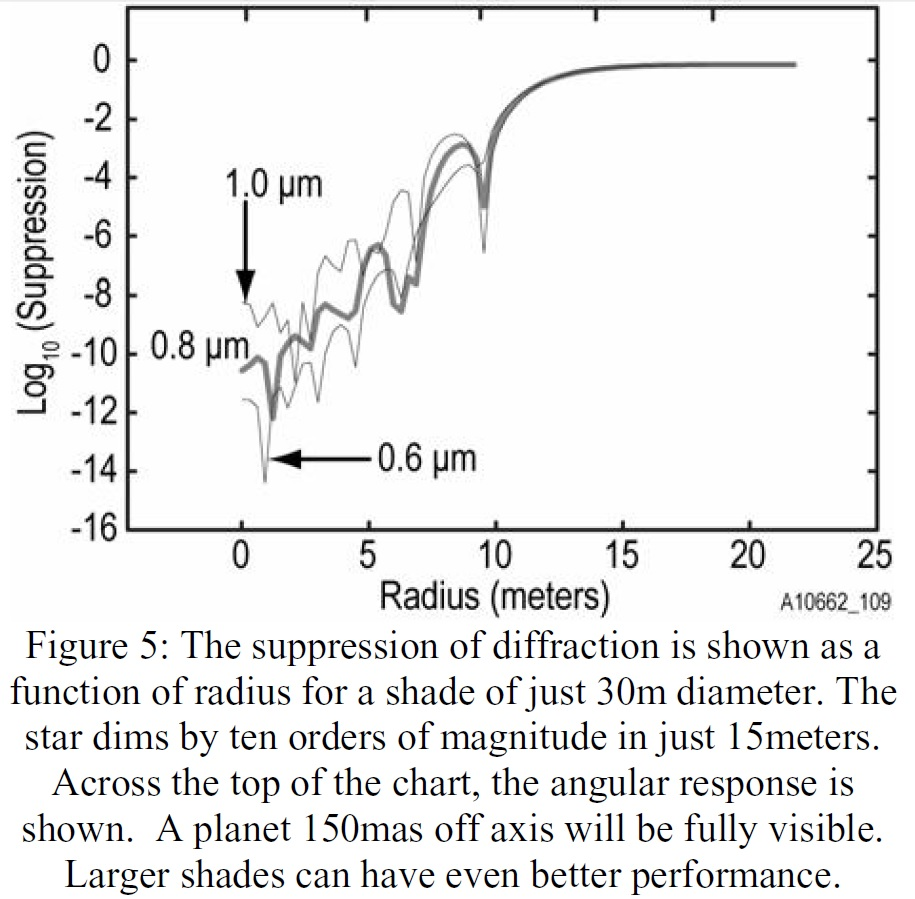 0
-2
-4
-6
-8
-10
-12
-14
-16
Log10 (Suppression)
1.0 µm
0.8 µm
0.6 µm
0 5 10 15 20 25
Radius (meters)
A10662_109
Figure 5: The suppression of diffraction is shown as a
function of radius for a shade of just 30m diameter. The
star dims by ten orders of magnitude in just 15meters.
Across the top of the chart, the angular response is
shown. A planet 150mas off axis will be fully visible.
Larger shades can have even better performance.